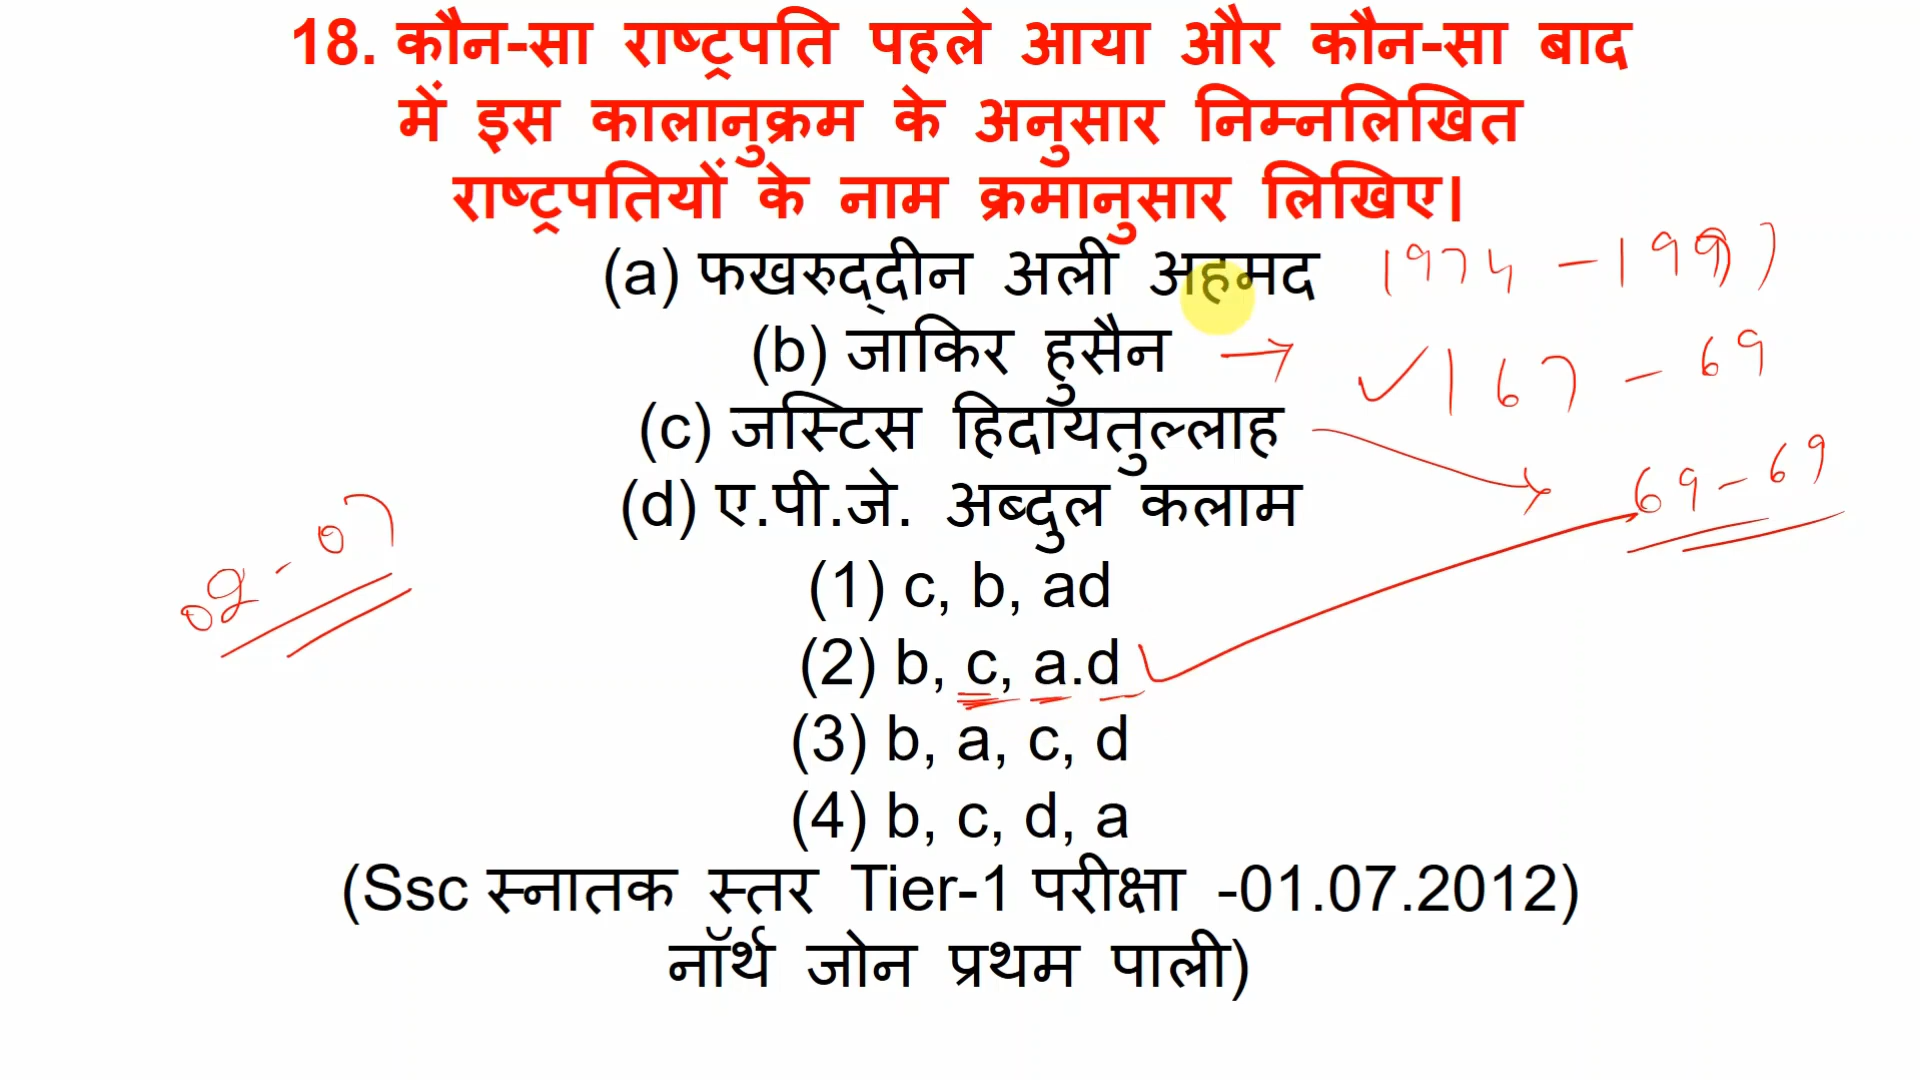 18. कौन-सा राष्ट्रपति पहले आया और कौन-सा बाद
में इस कालानुक्रम के अनुसार निम्नलिखित
राष्ट्रपतियों के नाम क्रमानुसार लिखिए।
(a) फखरुद्दीन अली अहमद 1974 -
(b) जाकिर हुसैन → 67 - 69
(c) जस्टिस हिदायतुल्लाह 69 - 69
(d) ए.पी.जे. अब्दुल कलाम
02 - 07
(1) c, b, ad
(2) b, c, a.d
(3) b, a, c, d
(4) b, c, d, a
(Ssc स्नातक स्तर Tier-1 परीक्षा -01.07.2012)
नॉर्थ जोन प्रथम पाली)